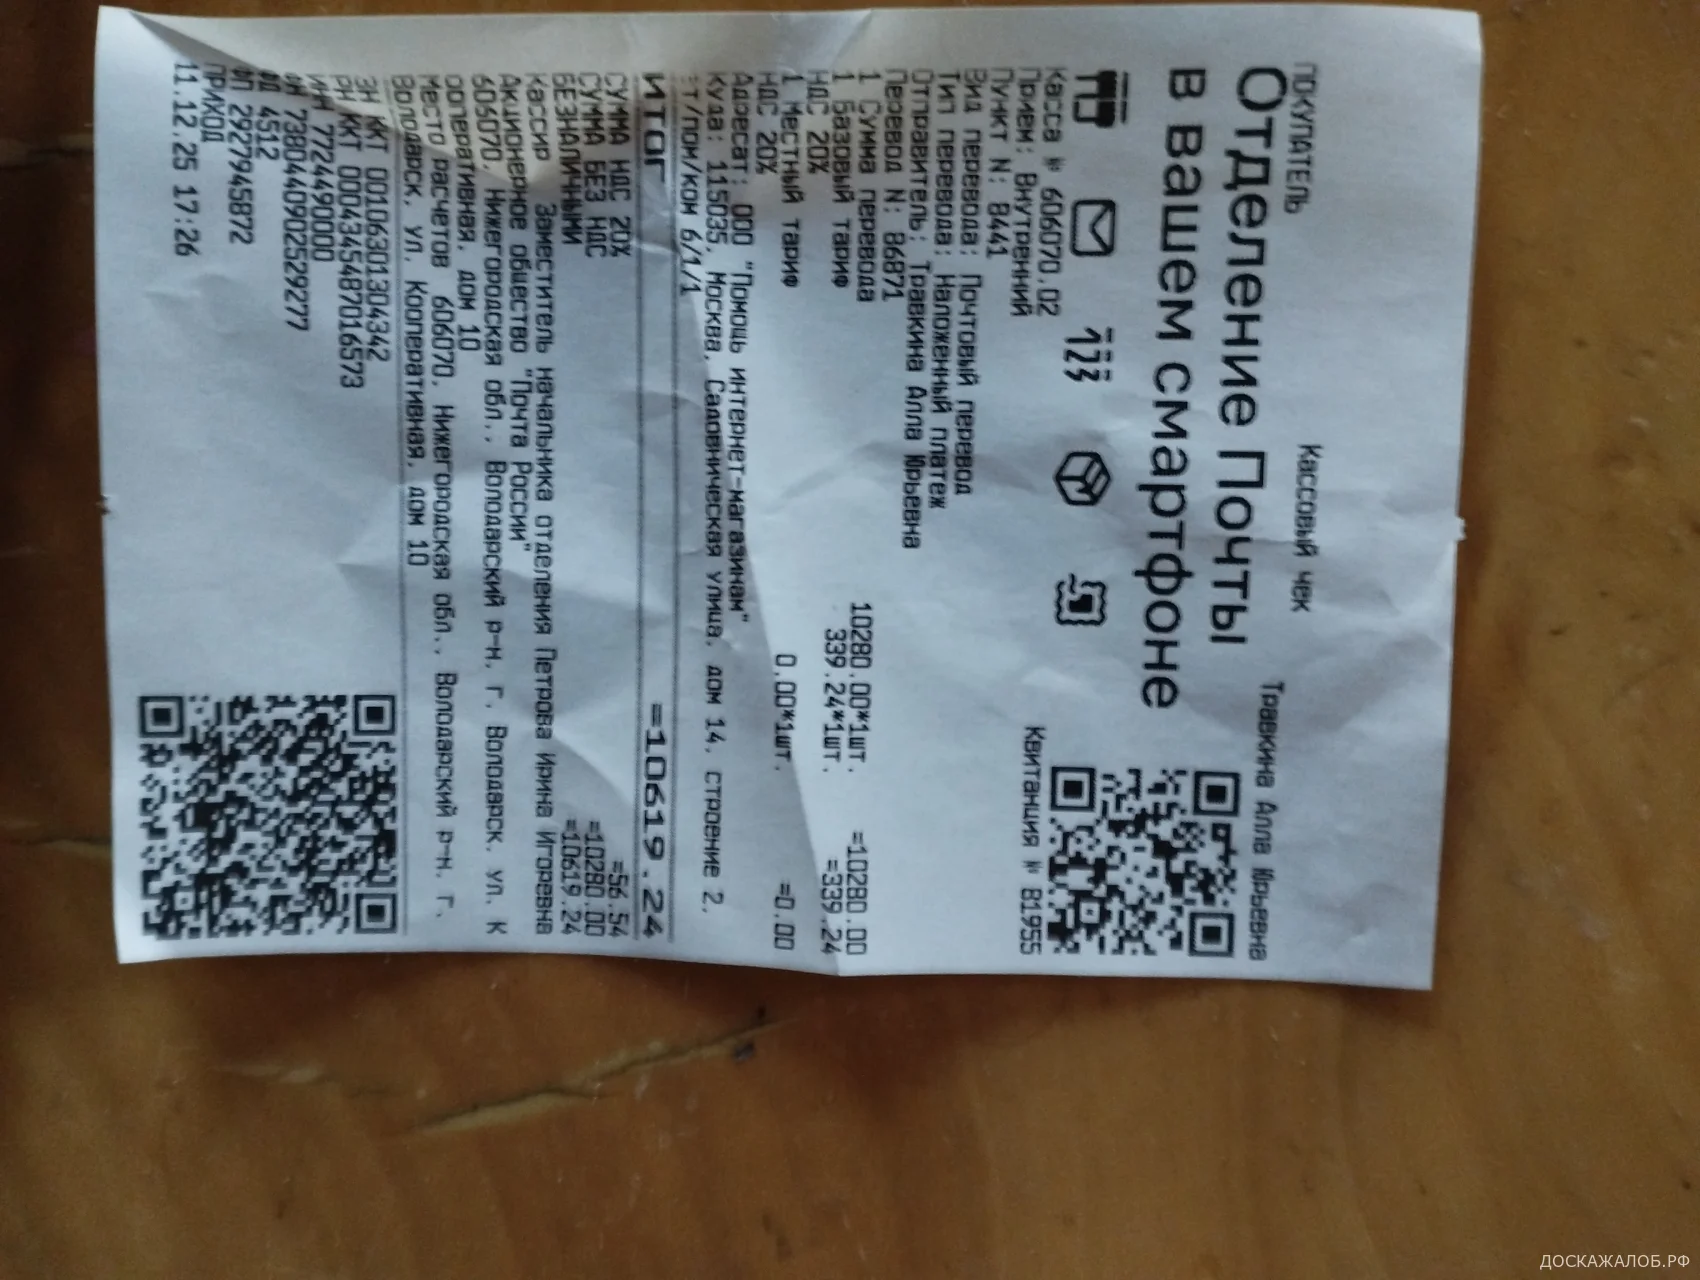 ПОКУПАТЕЛЬ Кассовый чек Травкина Алла Юрьевна
Отделение Почты
в вашем смартфоне
Касса № 606070.02 Квитанция № 81955
Прием: Внутренний
Пункт N: 8441
Вид перевода: Почтовый перевод
Тип перевода: Наложенный платеж
Отправитель: Травкина Алла Юрьевна
Перевод N: 86871
1 Сумма перевода 10280.00*1шт. =10280.00
1 Базовый тариф 339.24*1шт. =339.24
НДС 20%
1 Местный тариф 0.00*1шт. =0.00
НДС 20%
Адресат: ООО "Помощь интернет-магазинам"
Куда: 115035, Москва, Садовническая улица, дом 14, строение 2,
эт/пом/ком 6/1/1
ИТОГ =10619.24
СУММА НДС 20% =56.54
СУММА БЕЗ НДС =10280.00
БЕЗНАЛИЧНЫМИ =10619.24
Кассир Заместитель начальника отделения Петрова Ирина Игоревна
Акционерное общество "Почта России"
606070, Нижегородская обл., Володарский р-н, г. Володарск, ул. К
ооперативная, дом 10
Место расчетов 606070, Нижегородская обл., Володарский р-н, г.
Володарск, ул. Кооперативная, дом 10
ЗН ККТ 00106301304342
РН ККТ 0004345487016573
ИНН 7724490000
ФН 7380440902529277
ФД 4512
ФП 2927945872
ПРИХОД
11.12.25 17:26
ДОСКАЖАЛОБ.РФ